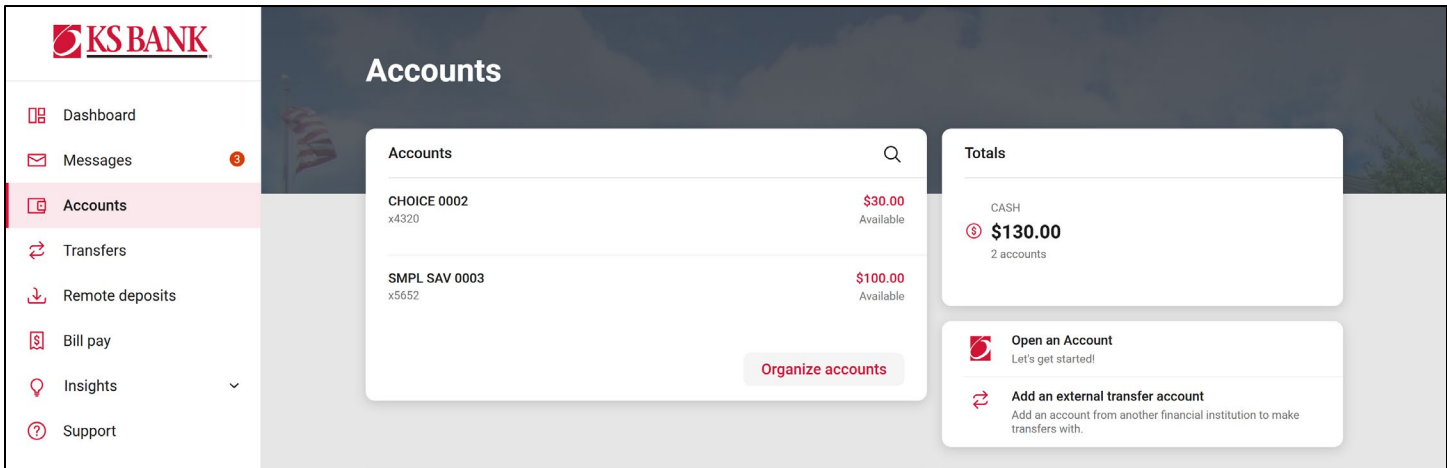 KS BANK
Dashboard
Messages
3
Accounts
Transfers
Remote deposits
Bill pay
Insights
Support
Accounts
Accounts
CHOICE 0002
$30.00
x4320
Available
SMPL SAV 0003
$100.00
x5652
Available
Organize accounts
Totals
CASH
$130.00
2 accounts
Open an Account
Let's get started!
Add an external transfer account
Add an account from another financial institution to make
transfers with.